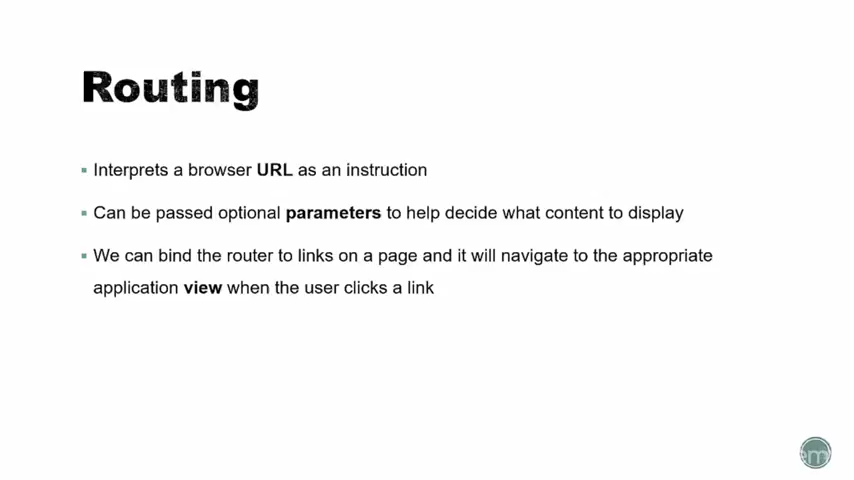 Routing
Interprets a browser URL as an instruction
Can be passed optional parameters to help decide what content to display
We can bind the router to links on a page and it will navigate to the appropriate
application view when the user clicks a link
em